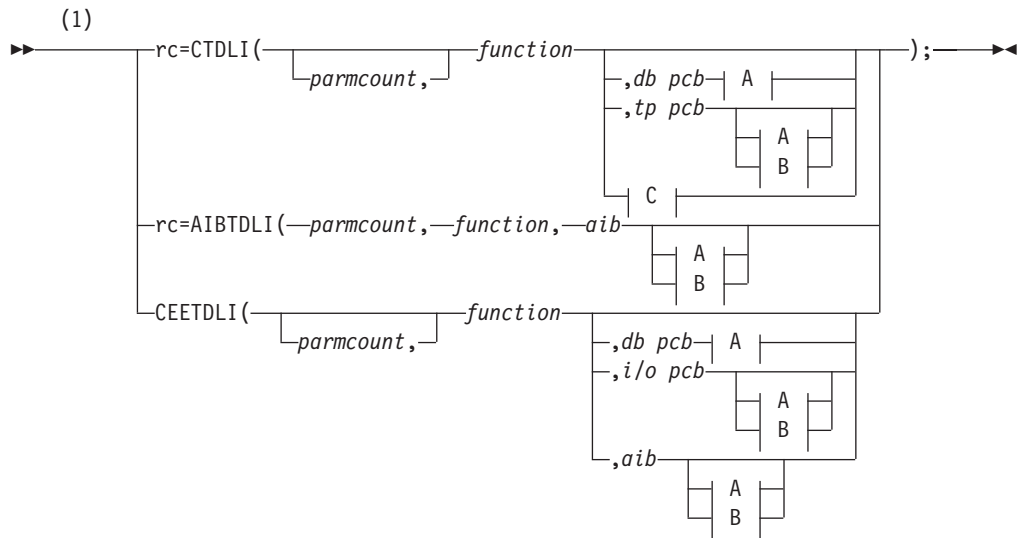 (1)
rc=CTDLI( function );
parmcount,
,db pcb A
,tp pcb
A
B
C
rc=AIBTDLI( parmcount, function, aib
A
B
CEETDLI( function
parmcount,
,db pcb A
,i/o pcb
A
B
,aib
A
B